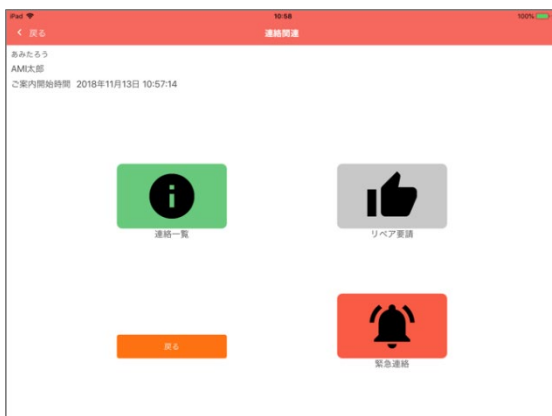 iPad 10:58 100%
戻る 連絡関連
あみたろう
AMI太郎
ご案内開始時間 2018年11月13日 10:57:14
連絡一覧 リペア要請
戻る
緊急連絡